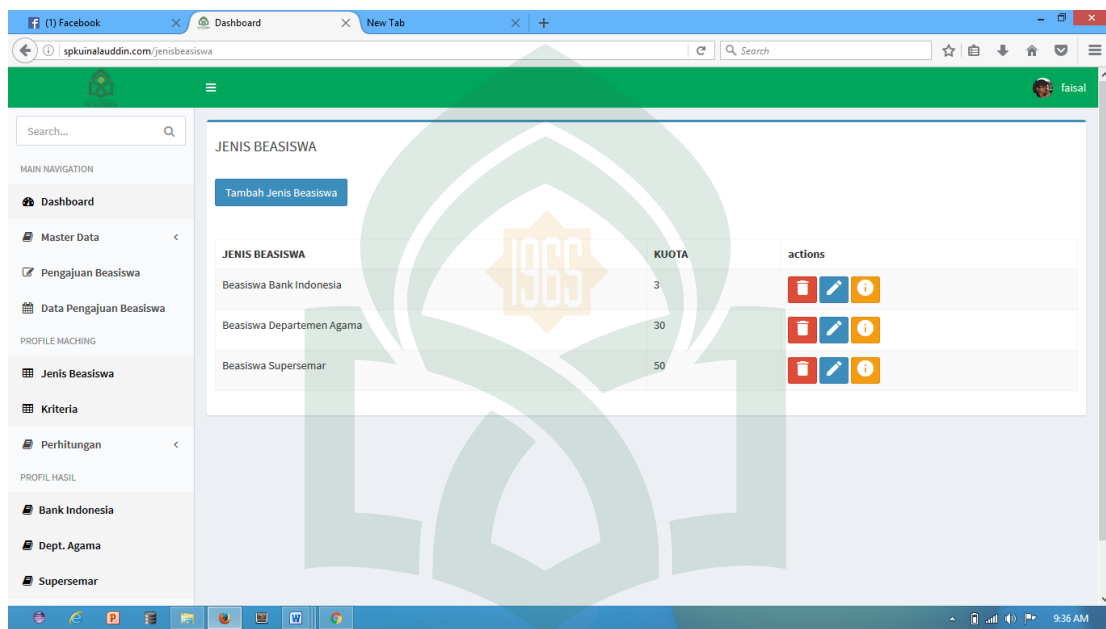 (1) Facebook
Dashboard
New Tab
spkuinalauddin.com/jenisbeasiswa
Search
faisal
Search...
MAIN NAVIGATION
Dashboard
Master Data
Pengajuan Beasiswa
Data Pengajuan Beasiswa
PROFILE MACHING
Jenis Beasiswa
Kriteria
Perhitungan
PROFIL HASIL
Bank Indonesia
Dept. Agama
Supersemar
JENIS BEASISWA
Tambah Jenis Beasiswa
JENIS BEASISWA KUOTA actions
Beasiswa Bank Indonesia 3
Beasiswa Departemen Agama 30
Beasiswa Supersemar 50
1965
9:36 AM